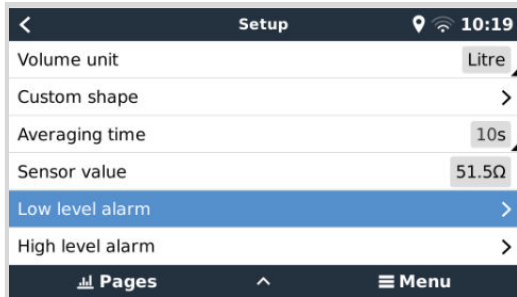 Setup 10:19
Volume unit Litre
Custom shape
Averaging time 10s
Sensor value 51.5Ω
Low level alarm
High level alarm
Pages Menu